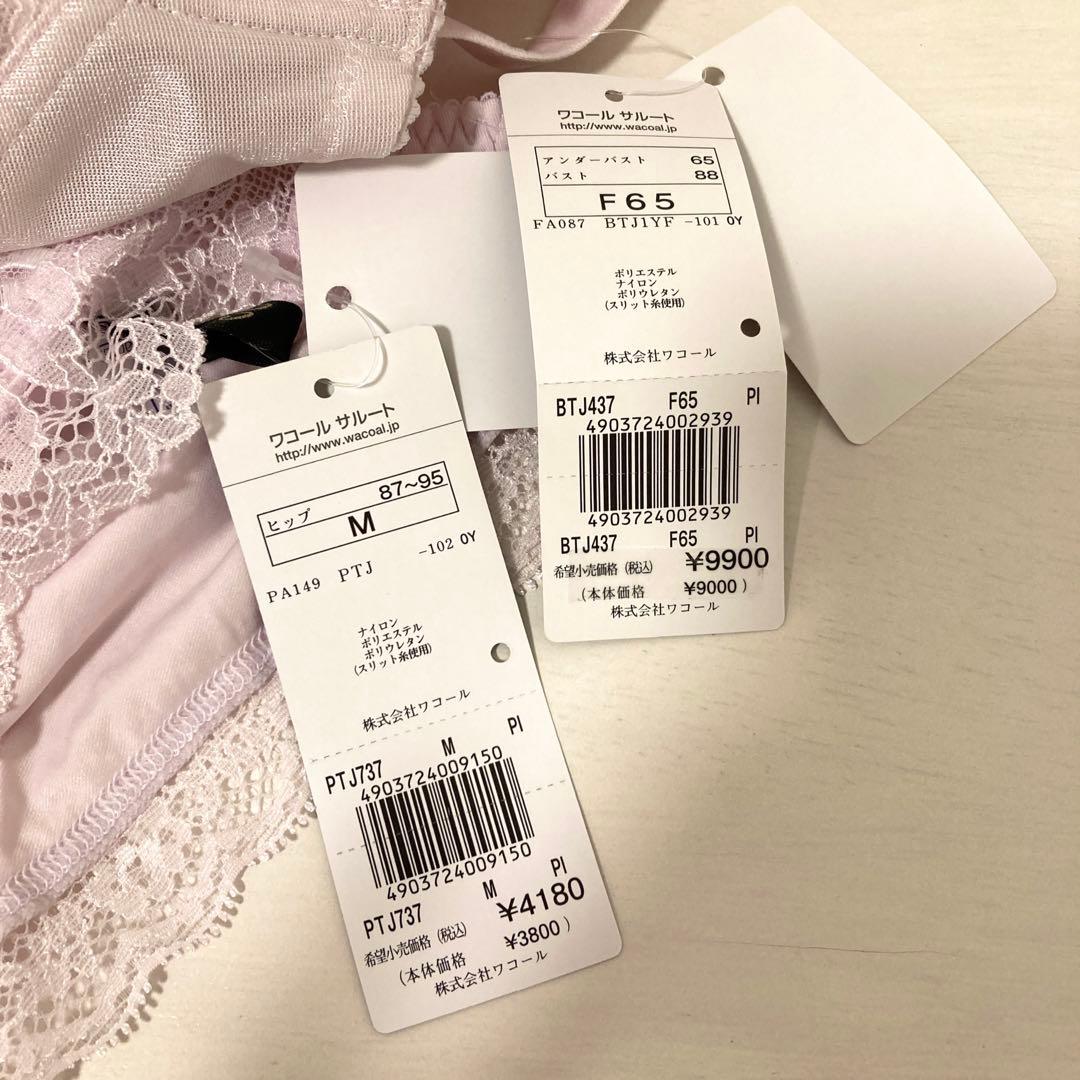 ワコール サルート
http://www.wacoal.jp
アンダーバスト 65
バスト 88
F65
FA087 BTJ1YF -101 OY
ポリエステル
ナイロン
ポリウレタン
(スリット糸使用)
株式会社ワコール
BTJ437 F65 PI
4903724002939
4903724002939
BTJ437 F65 PI
希望小売価格(税込) ¥9900
(本体価格 ¥9000)
株式会社ワコール
ワコール サルート
http://www.wacoal.jp
ヒップ 87~95
M
PA149 PTJ -102 OY
ナイロン
ポリエステル
ポリウレタン
(スリット糸使用)
株式会社ワコール
PTJ737 M PI
4903724009150
4903724009150
PTJ737 M PI
希望小売価格(税込) ¥4180
(本体価格 ¥3800)
株式会社ワコール